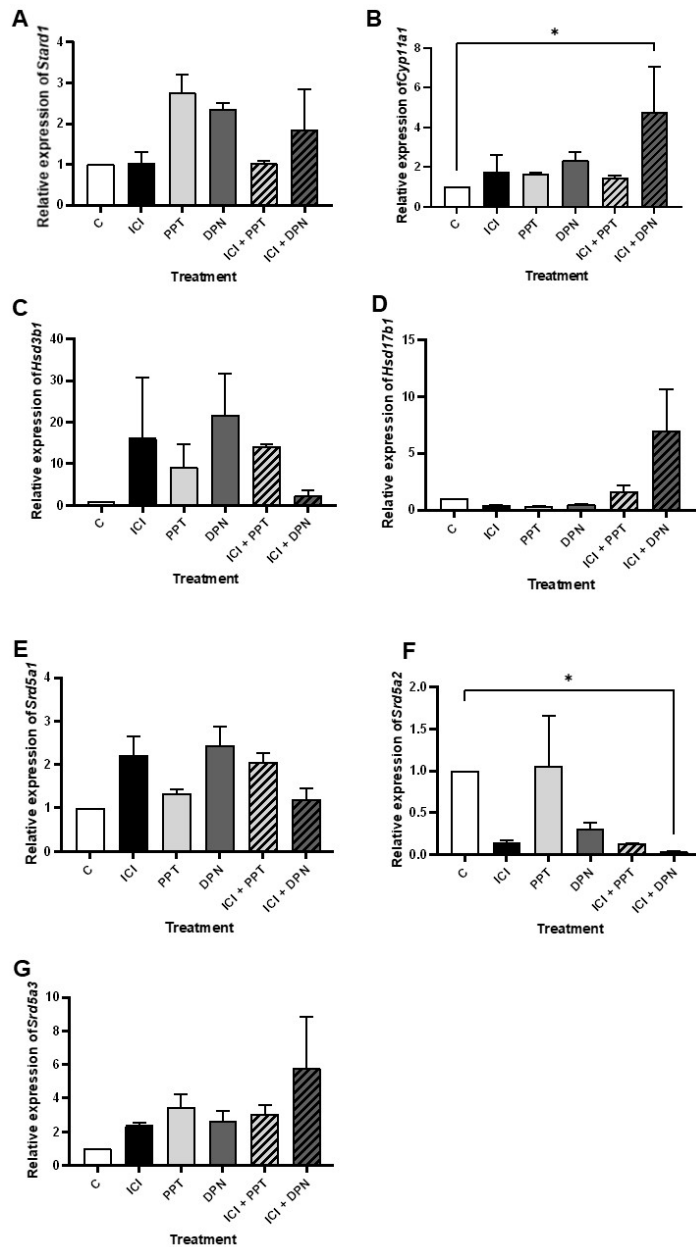 A
Relative expression of Stard1
4
3
2
1
0
C
ICI
PPT
DPN
ICI + PPT
ICI + DPN
Treatment
B
Relative expression of Cyp11a1
8
6
4
2
0
*
C
ICI
PPT
DPN
ICI + PPT
ICI + DPN
Treatment
C
Relative expression of Hsd3b1
40
30
20
10
0
C
ICI
PPT
DPN
ICI + PPT
ICI + DPN
Treatment
D
Relative expression of Hsd17b1
15
10
5
0
C
ICI
PPT
DPN
ICI + PPT
ICI + DPN
Treatment
E
Relative expression of Srd5a1
4
3
2
1
0
C
ICI
PPT
DPN
ICI + PPT
ICI + DPN
Treatment
F
Relative expression of Srd5a2
2.0
1.5
1.0
0.5
0.0
*
C
ICI
PPT
DPN
ICI + PPT
ICI + DPN
Treatment
G
Relative expression of Srd5a3
10
8
6
4
2
0
C
ICI
PPT
DPN
ICI + PPT
ICI + DPN
Treatment